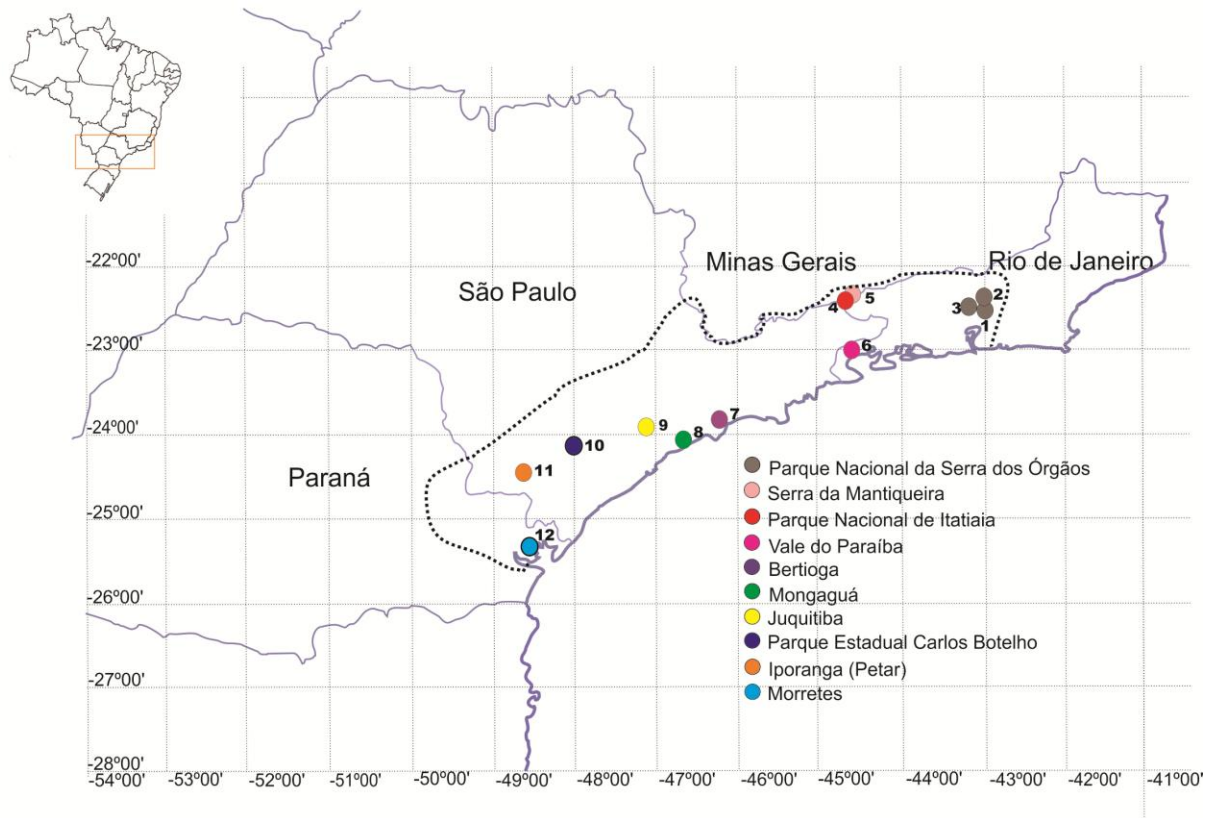 Minas Gerais
Rio de Janeiro
São Paulo
Paraná
-22º00'
-23º00'
-24º00'
-25º00'
-26º00'
-27º00'
-28º00'
-54º00'
-53º00'
-52º00'
-51º00'
-50º00'
-49º00'
-48º00'
-47º00'
-46º00'
-45º00'
-44º00'
-43º00'
-42º00'
-41º00'
2
3
1
5
4
6
7
8
9
10
11
12
Parque Nacional da Serra dos Órgãos
Serra da Mantiqueira
Parque Nacional de Itatiaia
Vale do Paraíba
Bertioga
Mongaguá
Juquitiba
Parque Estadual Carlos Botelho
Iporanga (Petar)
Morretes